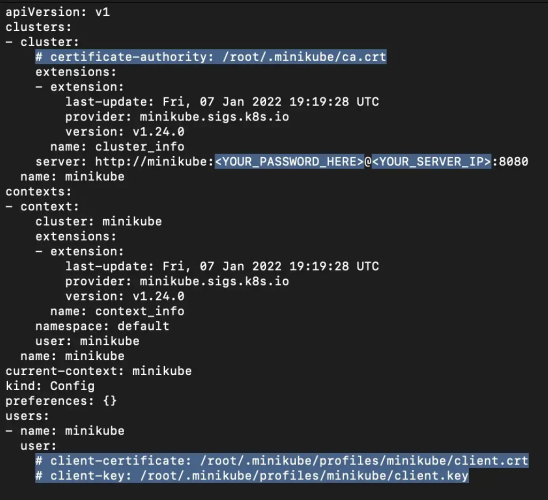 apiVersion: v1
clusters:
- cluster:
    # certificate-authority: /root/.minikube/ca.crt
    extensions:
    - extension:
        last-update: Fri, 07 Jan 2022 19:19:28 UTC
        provider: minikube.sigs.k8s.io
        version: v1.24.0
      name: cluster_info
    server: http://minikube:<YOUR_PASSWORD_HERE>@<YOUR_SERVER_IP>:8080
  name: minikube
contexts:
- context:
    cluster: minikube
    extensions:
    - extension:
        last-update: Fri, 07 Jan 2022 19:19:28 UTC
        provider: minikube.sigs.k8s.io
        version: v1.24.0
      name: context_info
    namespace: default
    user: minikube
  name: minikube
current-context: minikube
kind: Config
preferences: {}
users:
- name: minikube
  user:
    # client-certificate: /root/.minikube/profiles/minikube/client.crt
    # client-key: /root/.minikube/profiles/minikube/client.key